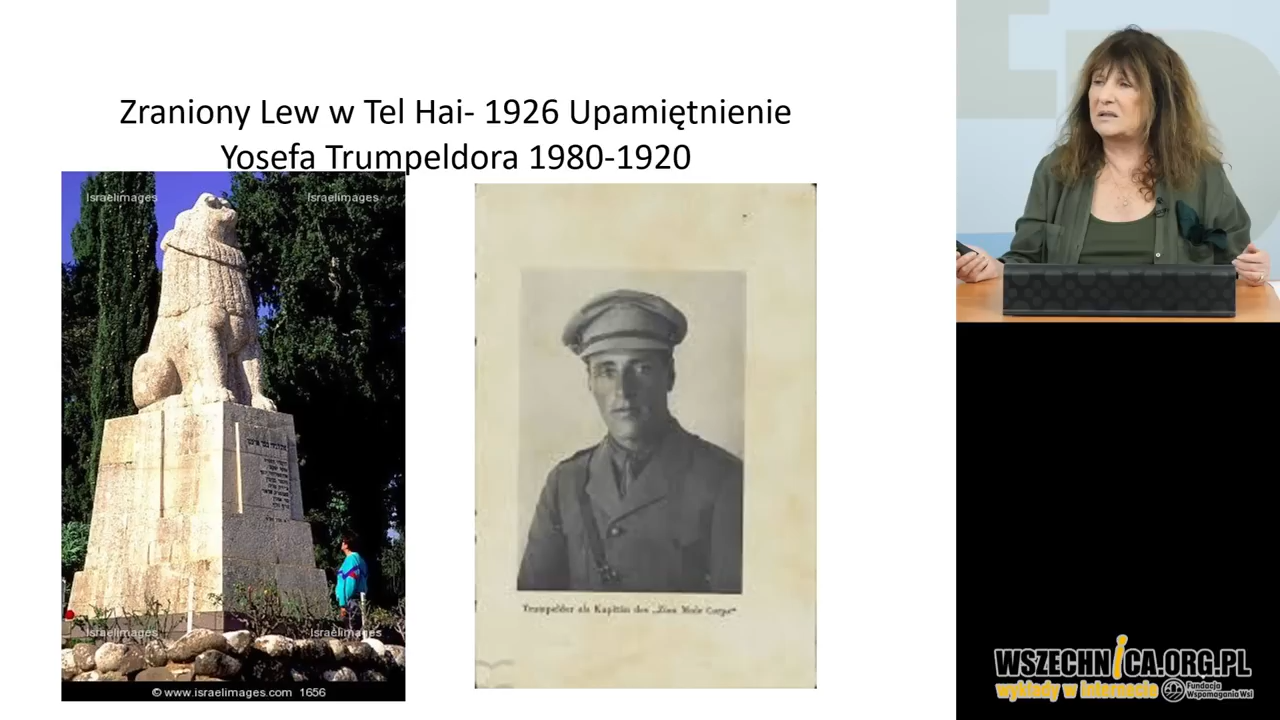 Zraniony Lew w Tel Hai- 1926 Upamiętnienie
Yosefa Trumpeldora 1980-1920
Israelimages Israelimages
Israelimages Israelimages
© www.israelimages.com 1656
Trumpeldor als Kapitän des „Zion Mule Corps“
WSZECHNICA.ORG.PL
wykłady w internecie
Fundacja
Wspomagania Wsi